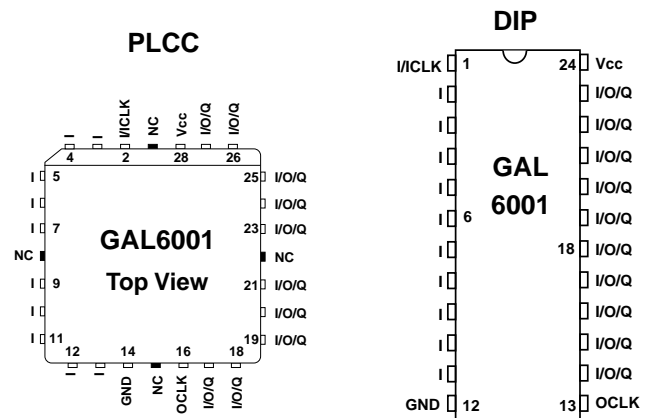 PLCC
I
I
I/ICLK
NC
Vcc
I/O/Q
I/O/Q
4
2
28
26
I 5
25 I/O/Q
I
I/O/Q
I 7
23 I/O/Q
NC
NC
GAL6001
Top View
I 9
21 I/O/Q
I
I/O/Q
I 11
19 I/O/Q
12
14
16
18
I
I
GND
NC
OCLK
I/O/Q
I/O/Q
DIP
I/ICLK 1
24 Vcc
I
I/O/Q
I
I/O/Q
I
I/O/Q
I
I/O/Q
GAL
6001
I 6
I/O/Q
I
18 I/O/Q
I
I/O/Q
I
I/O/Q
I
I/O/Q
I
I/O/Q
GND 12
13 OCLK